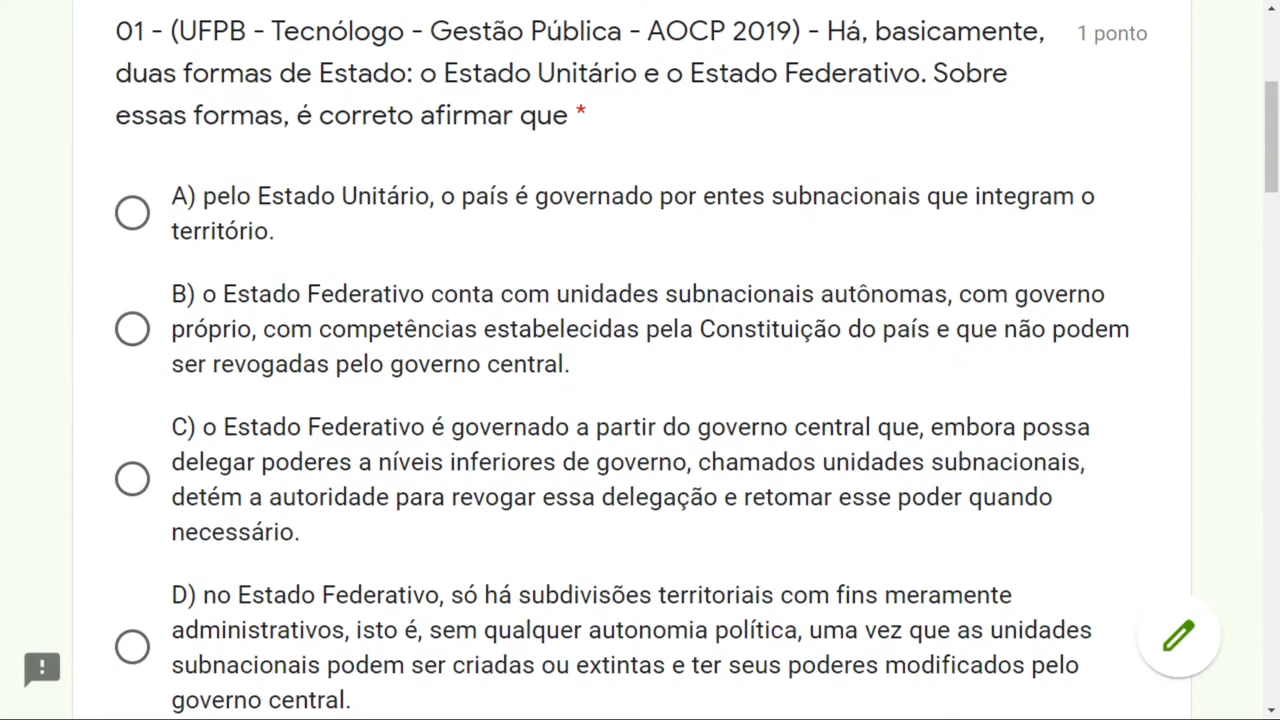 01 - (UFPB - Tecnólogo - Gestão Pública - AOCP 2019) - Há, basicamente, 1 ponto
duas formas de Estado: o Estado Unitário e o Estado Federativo. Sobre
essas formas, é correto afirmar que *
A) pelo Estado Unitário, o país é governado por entes subnacionais que integram o
território.
B) o Estado Federativo conta com unidades subnacionais autônomas, com governo
próprio, com competências estabelecidas pela Constituição do país e que não podem
ser revogadas pelo governo central.
C) o Estado Federativo é governado a partir do governo central que, embora possa
delegar poderes a níveis inferiores de governo, chamados unidades subnacionais,
detém a autoridade para revogar essa delegação e retomar esse poder quando
necessário.
D) no Estado Federativo, só há subdivisões territoriais com fins meramente
administrativos, isto é, sem qualquer autonomia política, uma vez que as unidades
subnacionais podem ser criadas ou extintas e ter seus poderes modificados pelo
governo central.